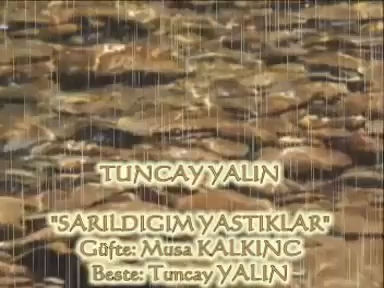 TUNCAY YALIN
"SARILDIGIM YASTIKLAR"
Güfte: Musa KALKINC
Beste: Tuncay YALIN